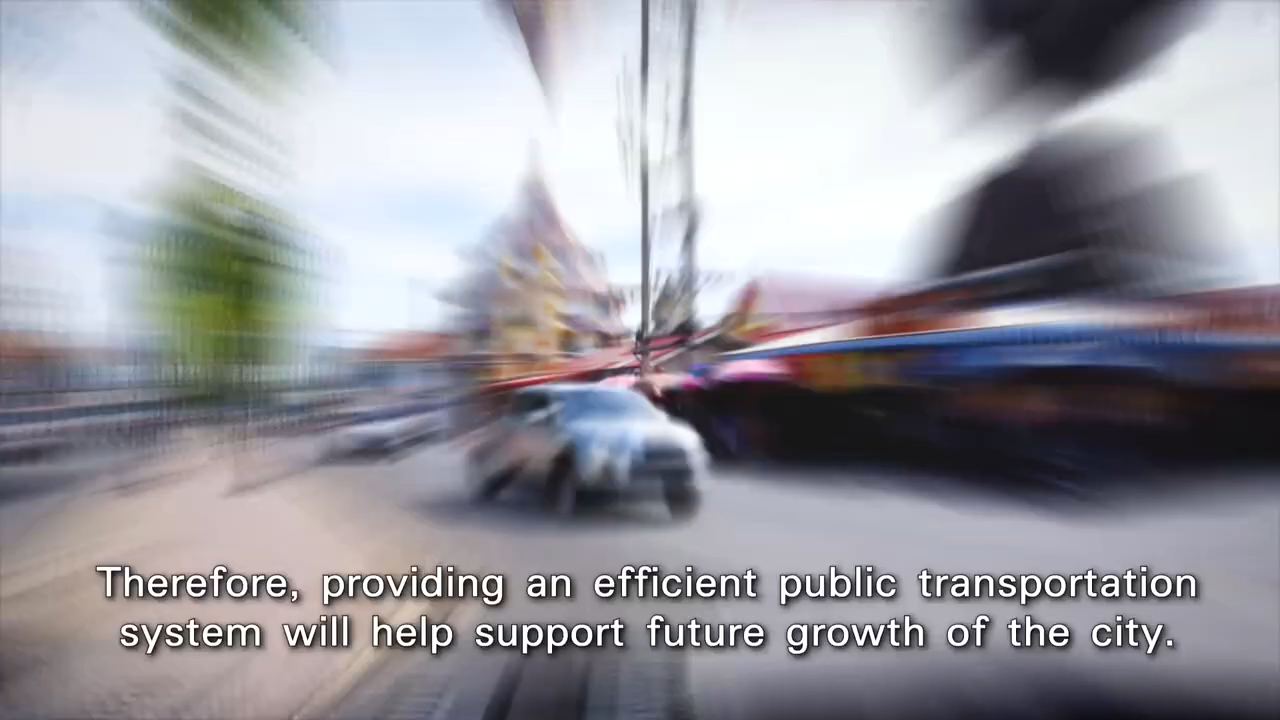 Therefore, providing an efficient public transportation
system will help support future growth of the city.